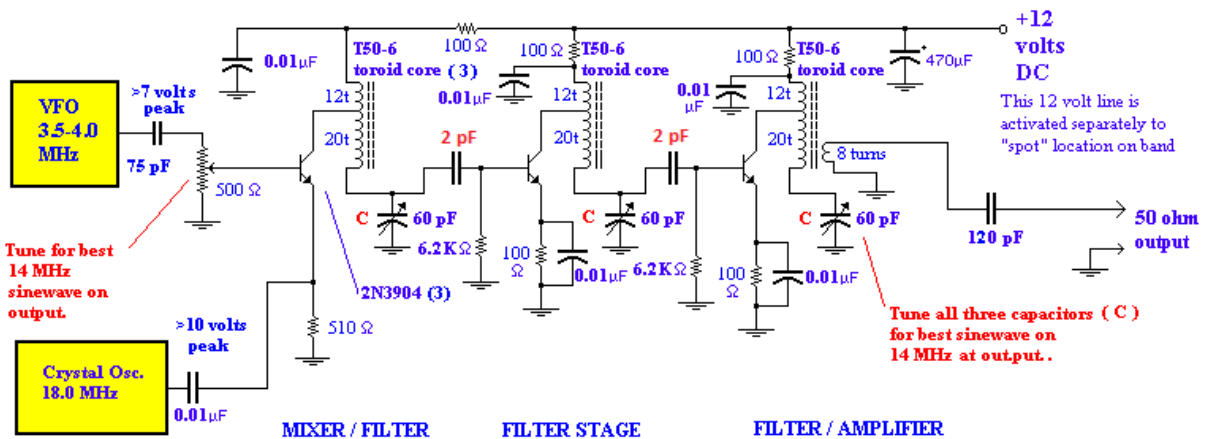 +12
volts
DC
This 12 volt line is
activated separately to
"spot" location on band
0.01µF
100 Ω
T50-6
toroid core (3)
12t
20t
100 Ω
0.01µF
T50-6
toroid core
12t
20t
100 Ω
0.01
µF
T50-6
toroid core
12t
20t
8 turns
+
470µF
VFO
3.5-4.0
MHz
>7 volts
peak
75 pF
500 Ω
Tune for best
14 MHz
sinewave on
output.
2N3904 (3)
510 Ω
C
60 pF
2 pF
6.2KΩ
100
Ω
0.01µF
C
60 pF
2 pF
6.2KΩ
100
Ω
0.01µF
C
60 pF
120 pF
50 ohm
output
Tune all three capacitors ( C )
for best sinewave on
14 MHz at output..
>10 volts
peak
Crystal Osc.
18.0 MHz
0.01µF
MIXER / FILTER
FILTER STAGE
FILTER / AMPLIFIER